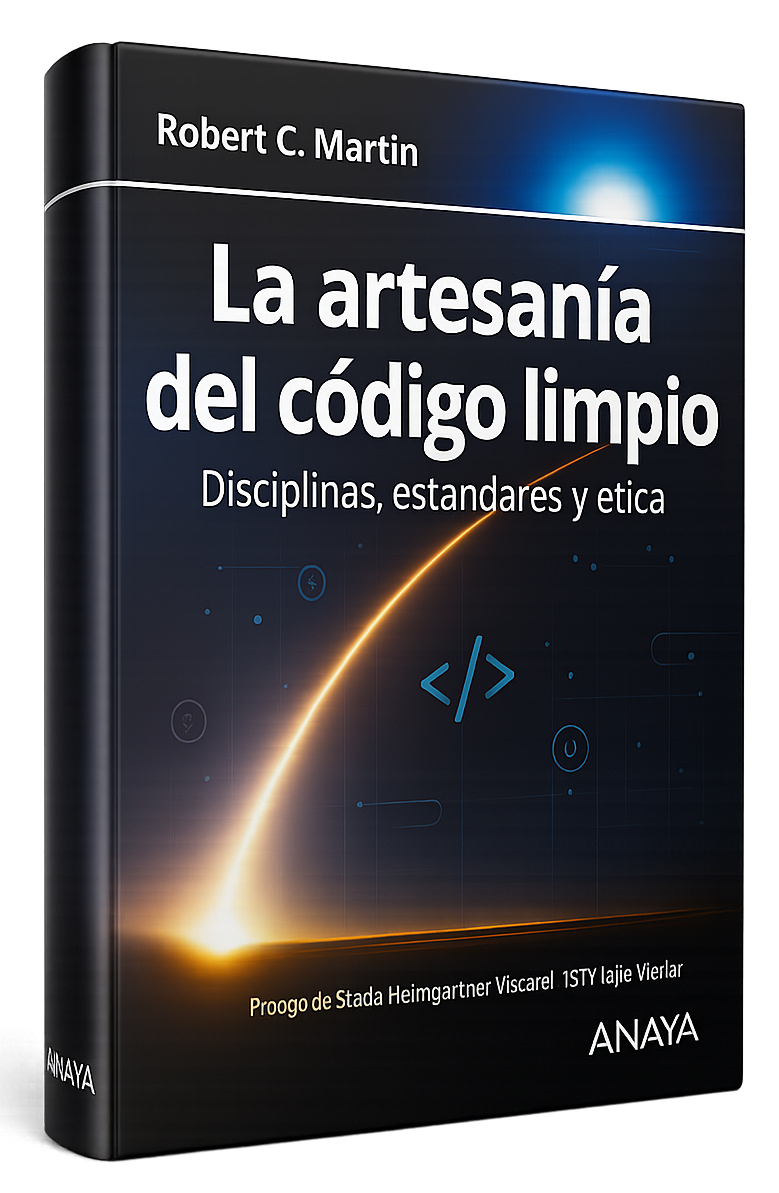 Robert C. Martin
La artesanía
del código limpio
Disciplinas, estandares y etica
</>
Proogo de Stada Heimgartner Viscarel 1STY lajie Vierlar
ANAYA
ANAYA